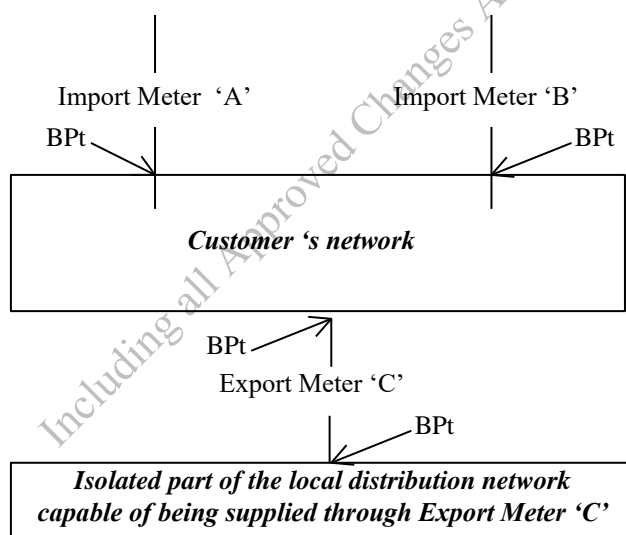 Import Meter ‘A’
Import Meter ‘B’
BPt
BPt
Customer ‘s network
BPt
Export Meter ‘C’
BPt
Isolated part of the local distribution network
capable of being supplied through Export Meter ‘C’
Including all Approved Changes A